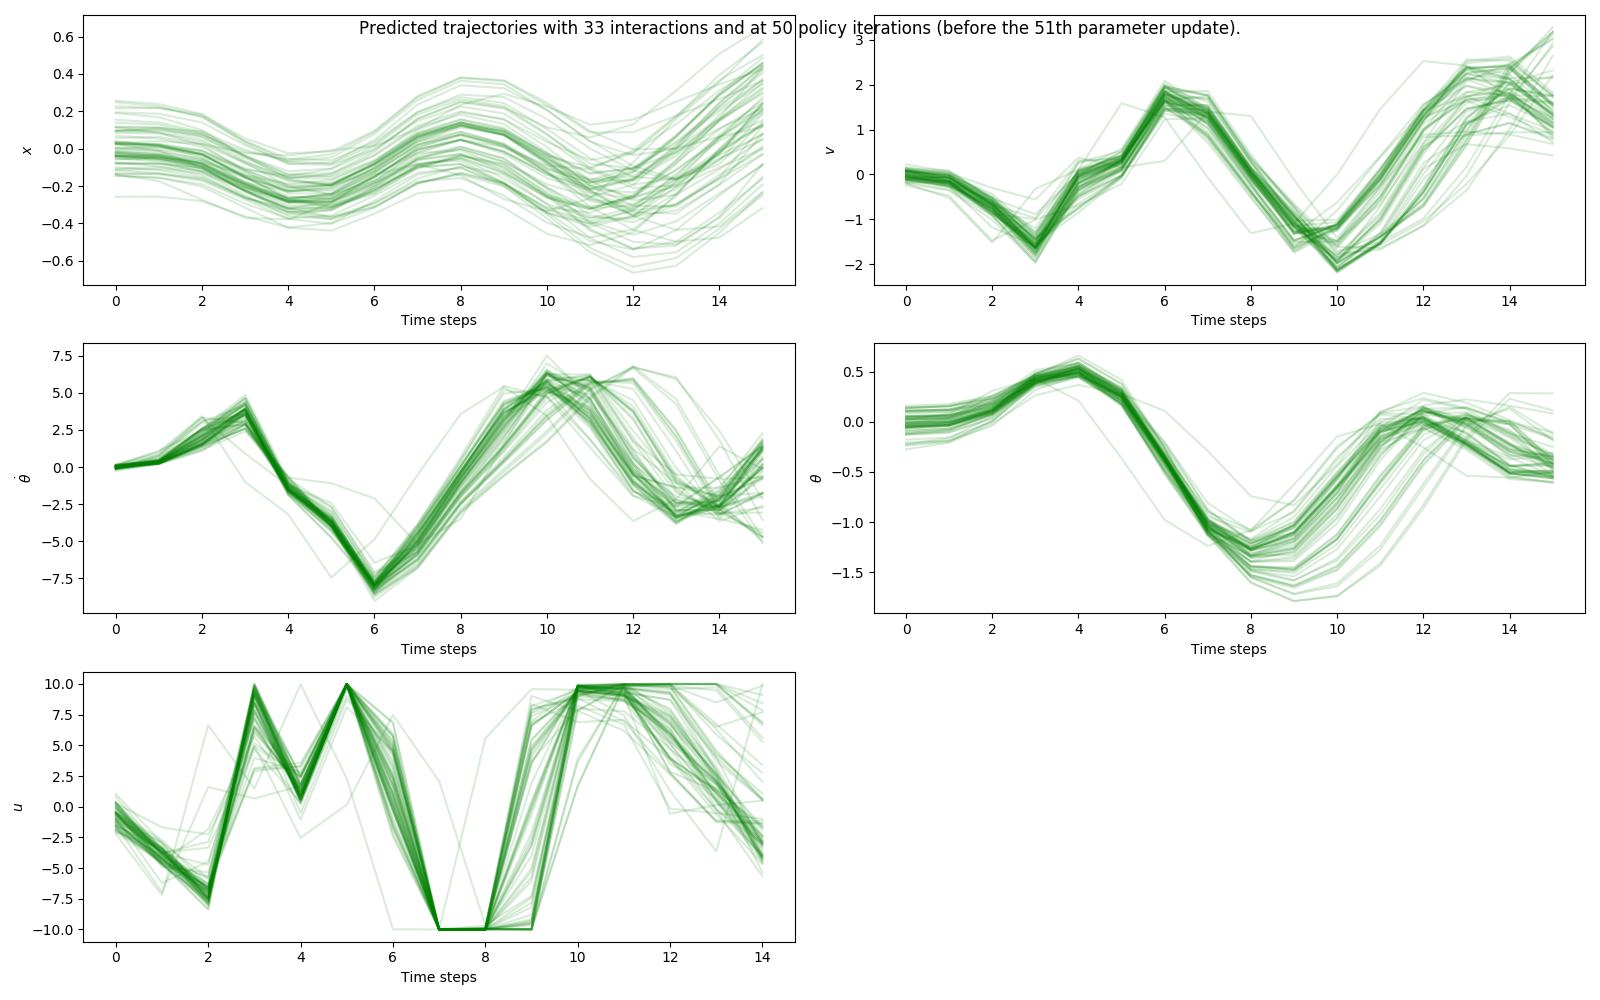 Predicted trajectories with 33 interactions and at 50 policy iterations (before the 51th parameter update).
0.6
0.4
0.2
0.0
−0.2
−0.4
−0.6
x
0 2 4 6 8 10 12 14
Time steps
3
2
1
0
−1
−2
v
0 2 4 6 8 10 12 14
Time steps
7.5
5.0
2.5
0.0
−2.5
−5.0
−7.5
θ̇
0 2 4 6 8 10 12 14
Time steps
0.5
0.0
−0.5
−1.0
−1.5
θ
0 2 4 6 8 10 12 14
Time steps
10.0
7.5
5.0
2.5
0.0
−2.5
−5.0
−7.5
−10.0
u
0 2 4 6 8 10 12 14
Time steps